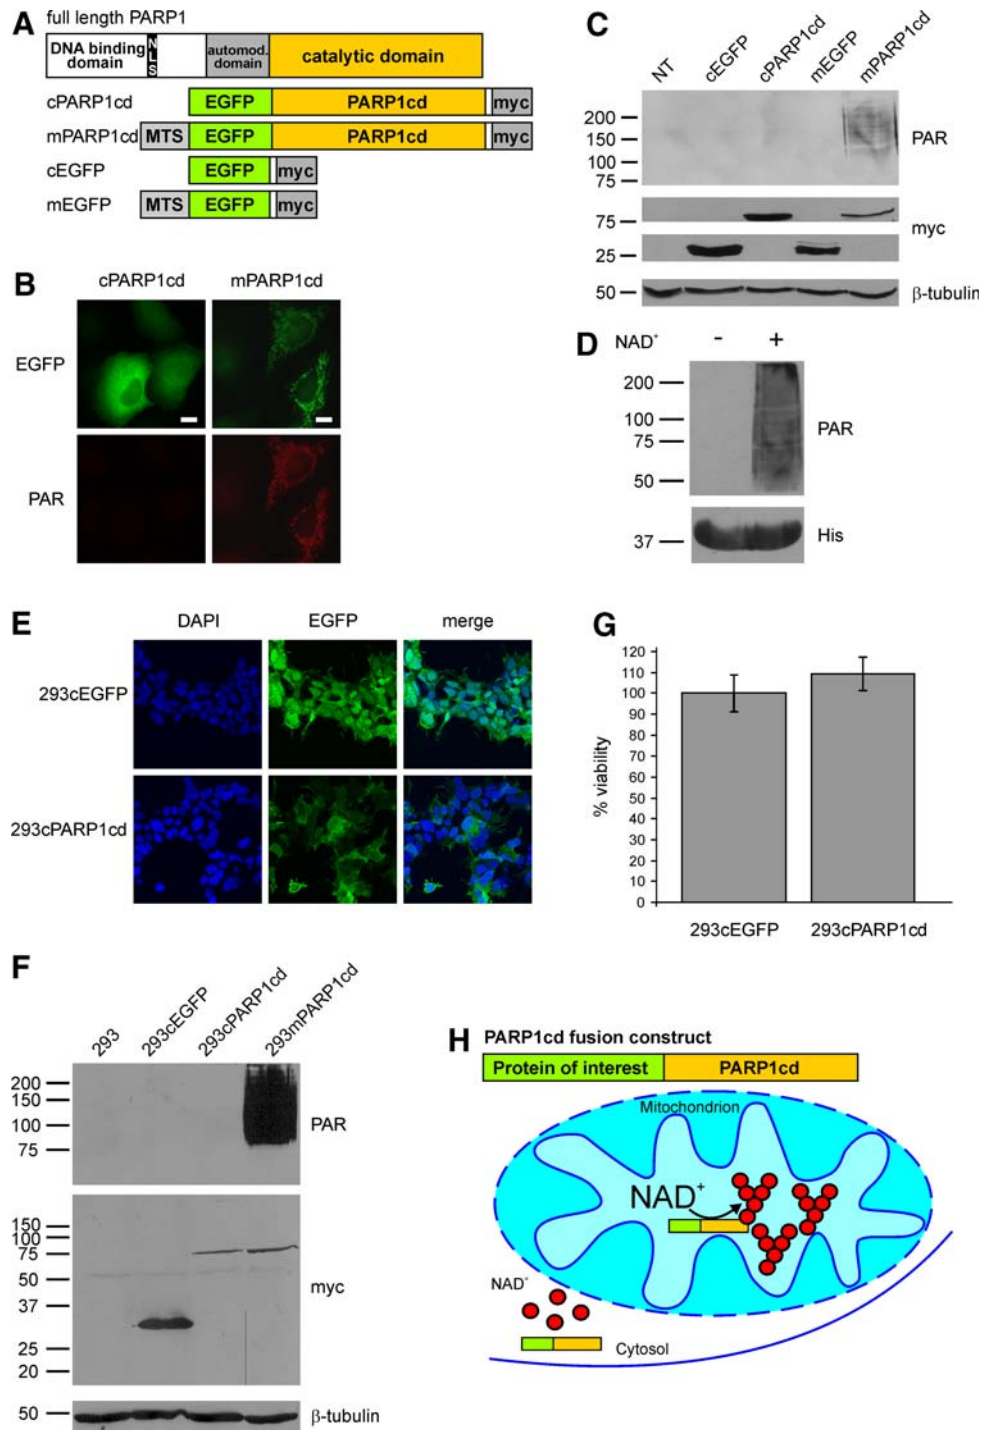 A
full length PARP1
DNA binding domain
NLS
automod. domain
catalytic domain
cPARP1cd
EGFP
PARP1cd
myc
mPARP1cd
MTS
EGFP
PARP1cd
myc
cEGFP
EGFP
myc
mEGFP
MTS
EGFP
myc
B
cPARP1cd
mPARP1cd
EGFP
PAR
C
NT
cEGFP
cPARP1cd
mEGFP
mPARP1cd
200
150
100
75
PAR
75
25
myc
50
β-tubulin
D
NAD⁺
-
+
200
100
75
50
PAR
37
His
E
DAPI
EGFP
merge
293cEGFP
293cPARP1cd
G
120
110
100
90
80
70
60
50
40
30
20
10
0
% viability
293cEGFP
293cPARP1cd
F
293
293cEGFP
293cPARP1cd
293mPARP1cd
200
150
100
75
PAR
150
100
75
50
37
25
20
myc
50
β-tubulin
H
PARP1cd fusion construct
Protein of interest
PARP1cd
Mitochondrion
NAD⁺
NAD⁺
Cytosol